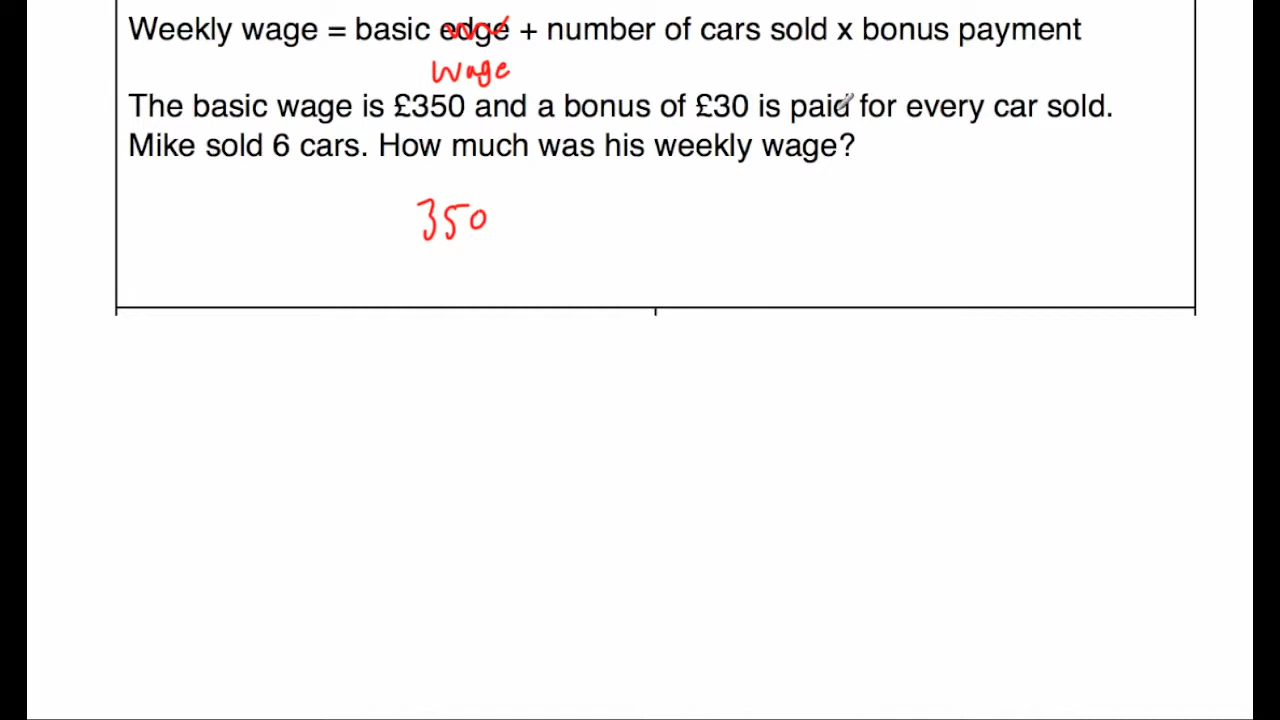 Weekly wage = basic edge + number of cars sold x bonus payment
wage
The basic wage is £350 and a bonus of £30 is paid for every car sold.
Mike sold 6 cars. How much was his weekly wage?
350